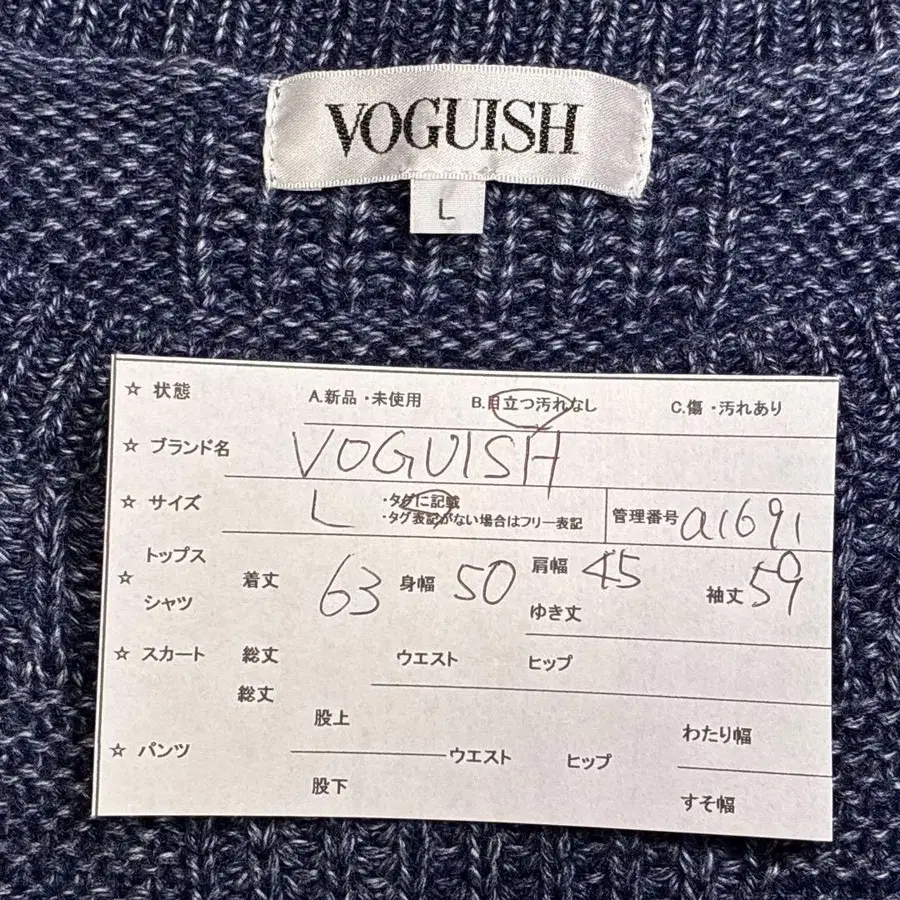 VOGUISH
L
☆ 状態 A.新品・未使用 B.目立つ汚れなし C.傷・汚れあり
☆ ブランド名 VOGUISH
☆ サイズ L ・タグに記載 管理番号 a1691
・タグ表記がない場合はフリー表記
☆ トップス 着丈 63 身幅 50 肩幅 45 袖丈 59
シャツ ゆき丈
☆ スカート 総丈 ウエスト ヒップ
総丈
股上 わたり幅
☆ パンツ ウエスト ヒップ
股下 すそ幅